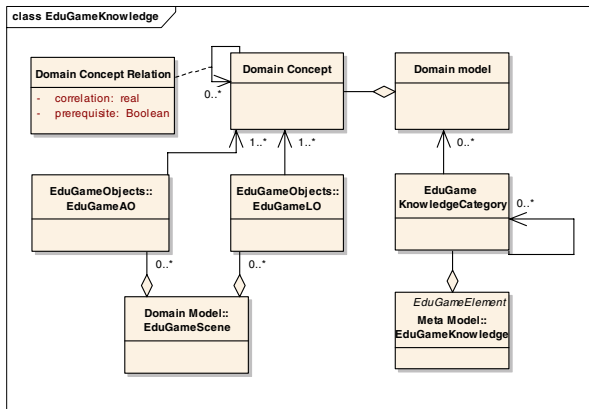 class EduGameKnowledge
Domain Concept Relation
- correlation: real
- prerequisite: Boolean
Domain Concept
0..*
Domain model
1..*
1..*
0..*
EduGameObjects::
EduGameAO
EduGameObjects::
EduGameLO
EduGame
KnowledgeCategory
0..*
0..*
0..*
Domain Model::
EduGameScene
EduGameElement
Meta Model::
EduGameKnowledge